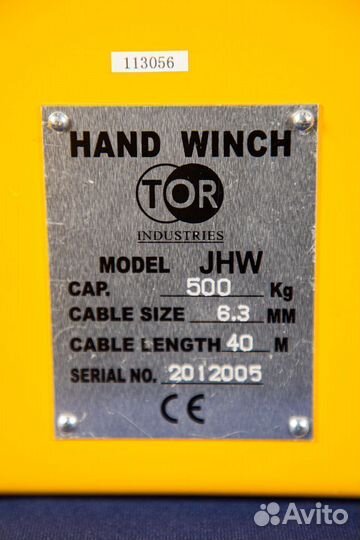 113056
HAND WINCH
TOR
INDUSTRIES
MODEL JHW
CAP. 500 Kg
CABLE SIZE 6.3 MM
CABLE LENGTH 40 M
SERIAL NO. 2012005
CE
Avito